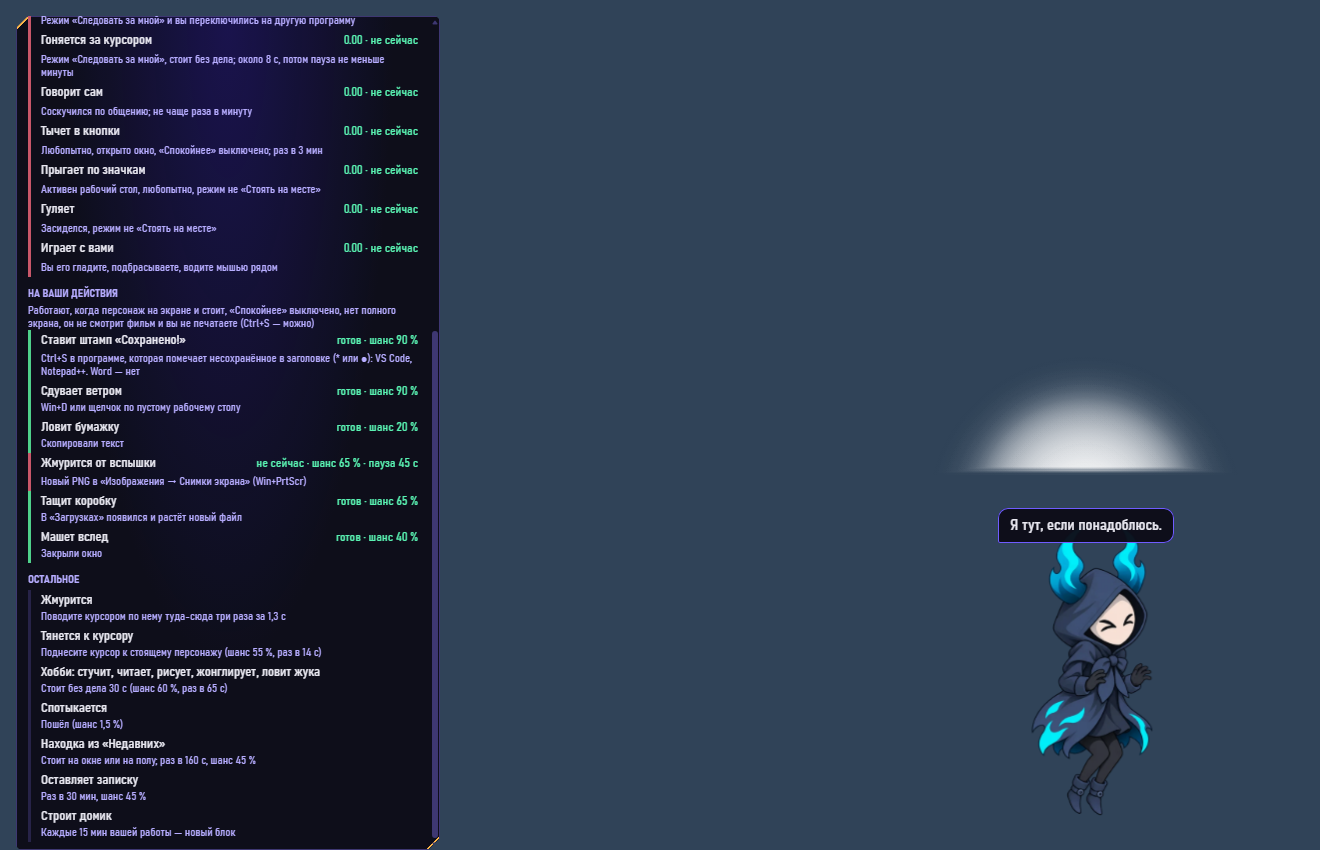 Режим «Следовать за мной» и вы переключились на другую программу
Гоняется за курсором 0.00 · не сейчас
Режим «Следовать за мной», стоит без дела; около 8 с, потом пауза не меньше
минуты
Говорит сам 0.00 · не сейчас
Соскучился по общению; не чаще раза в минуту
Тычет в кнопки 0.00 · не сейчас
Любопытно, открыто окно, «Спокойнее» выключено; раз в 3 мин
Прыгает по значкам 0.00 · не сейчас
Активен рабочий стол, любопытно, режим не «Стоять на месте»
Гуляет 0.00 · не сейчас
Засиделся, режим не «Стоять на месте»
Играет с вами 0.00 · не сейчас
Вы его гладите, подбрасываете, водите мышью рядом
НА ВАШИ ДЕЙСТВИЯ
Работают, когда персонаж на экране и стоит, «Спокойнее» выключено, нет полного
экрана, он не смотрит фильм и вы не печатаете (Ctrl+S — можно)
Ставит штамп «Сохранено!» готов · шанс 90 %
Ctrl+S в программе, которая помечает несохранённое в заголовке (* или ●): VS Code,
Notepad++. Word — нет
Сдувает ветром готов · шанс 90 %
Win+D или щелчок по пустому рабочему столу
Ловит бумажку готов · шанс 20 %
Скопировали текст
Жмурится от вспышки не сейчас · шанс 65 % · пауза 45 с
Новый PNG в «Изображения → Снимки экрана» (Win+PrtScr)
Тащит коробку готов · шанс 65 %
В «Загрузках» появился и растёт новый файл
Машет вслед готов · шанс 40 %
Закрыли окно
ОСТАЛЬНОЕ
Жмурится
Поводите курсором по нему туда-сюда три раза за 1,3 с
Тянется к курсору
Поднесите курсор к стоящему персонажу (шанс 55 %, раз в 14 с)
Хобби: стучит, читает, рисует, жонглирует, ловит жука
Стоит без дела 30 с (шанс 60 %, раз в 65 с)
Спотыкается
Пошёл (шанс 1,5 %)
Находка из «Недавних»
Стоит на окне или на полу; раз в 160 с, шанс 45 %
Оставляет записку
Раз в 30 мин, шанс 45 %
Строит домик
Каждые 15 мин вашей работы — новый блок
Я тут, если понадоблюсь.